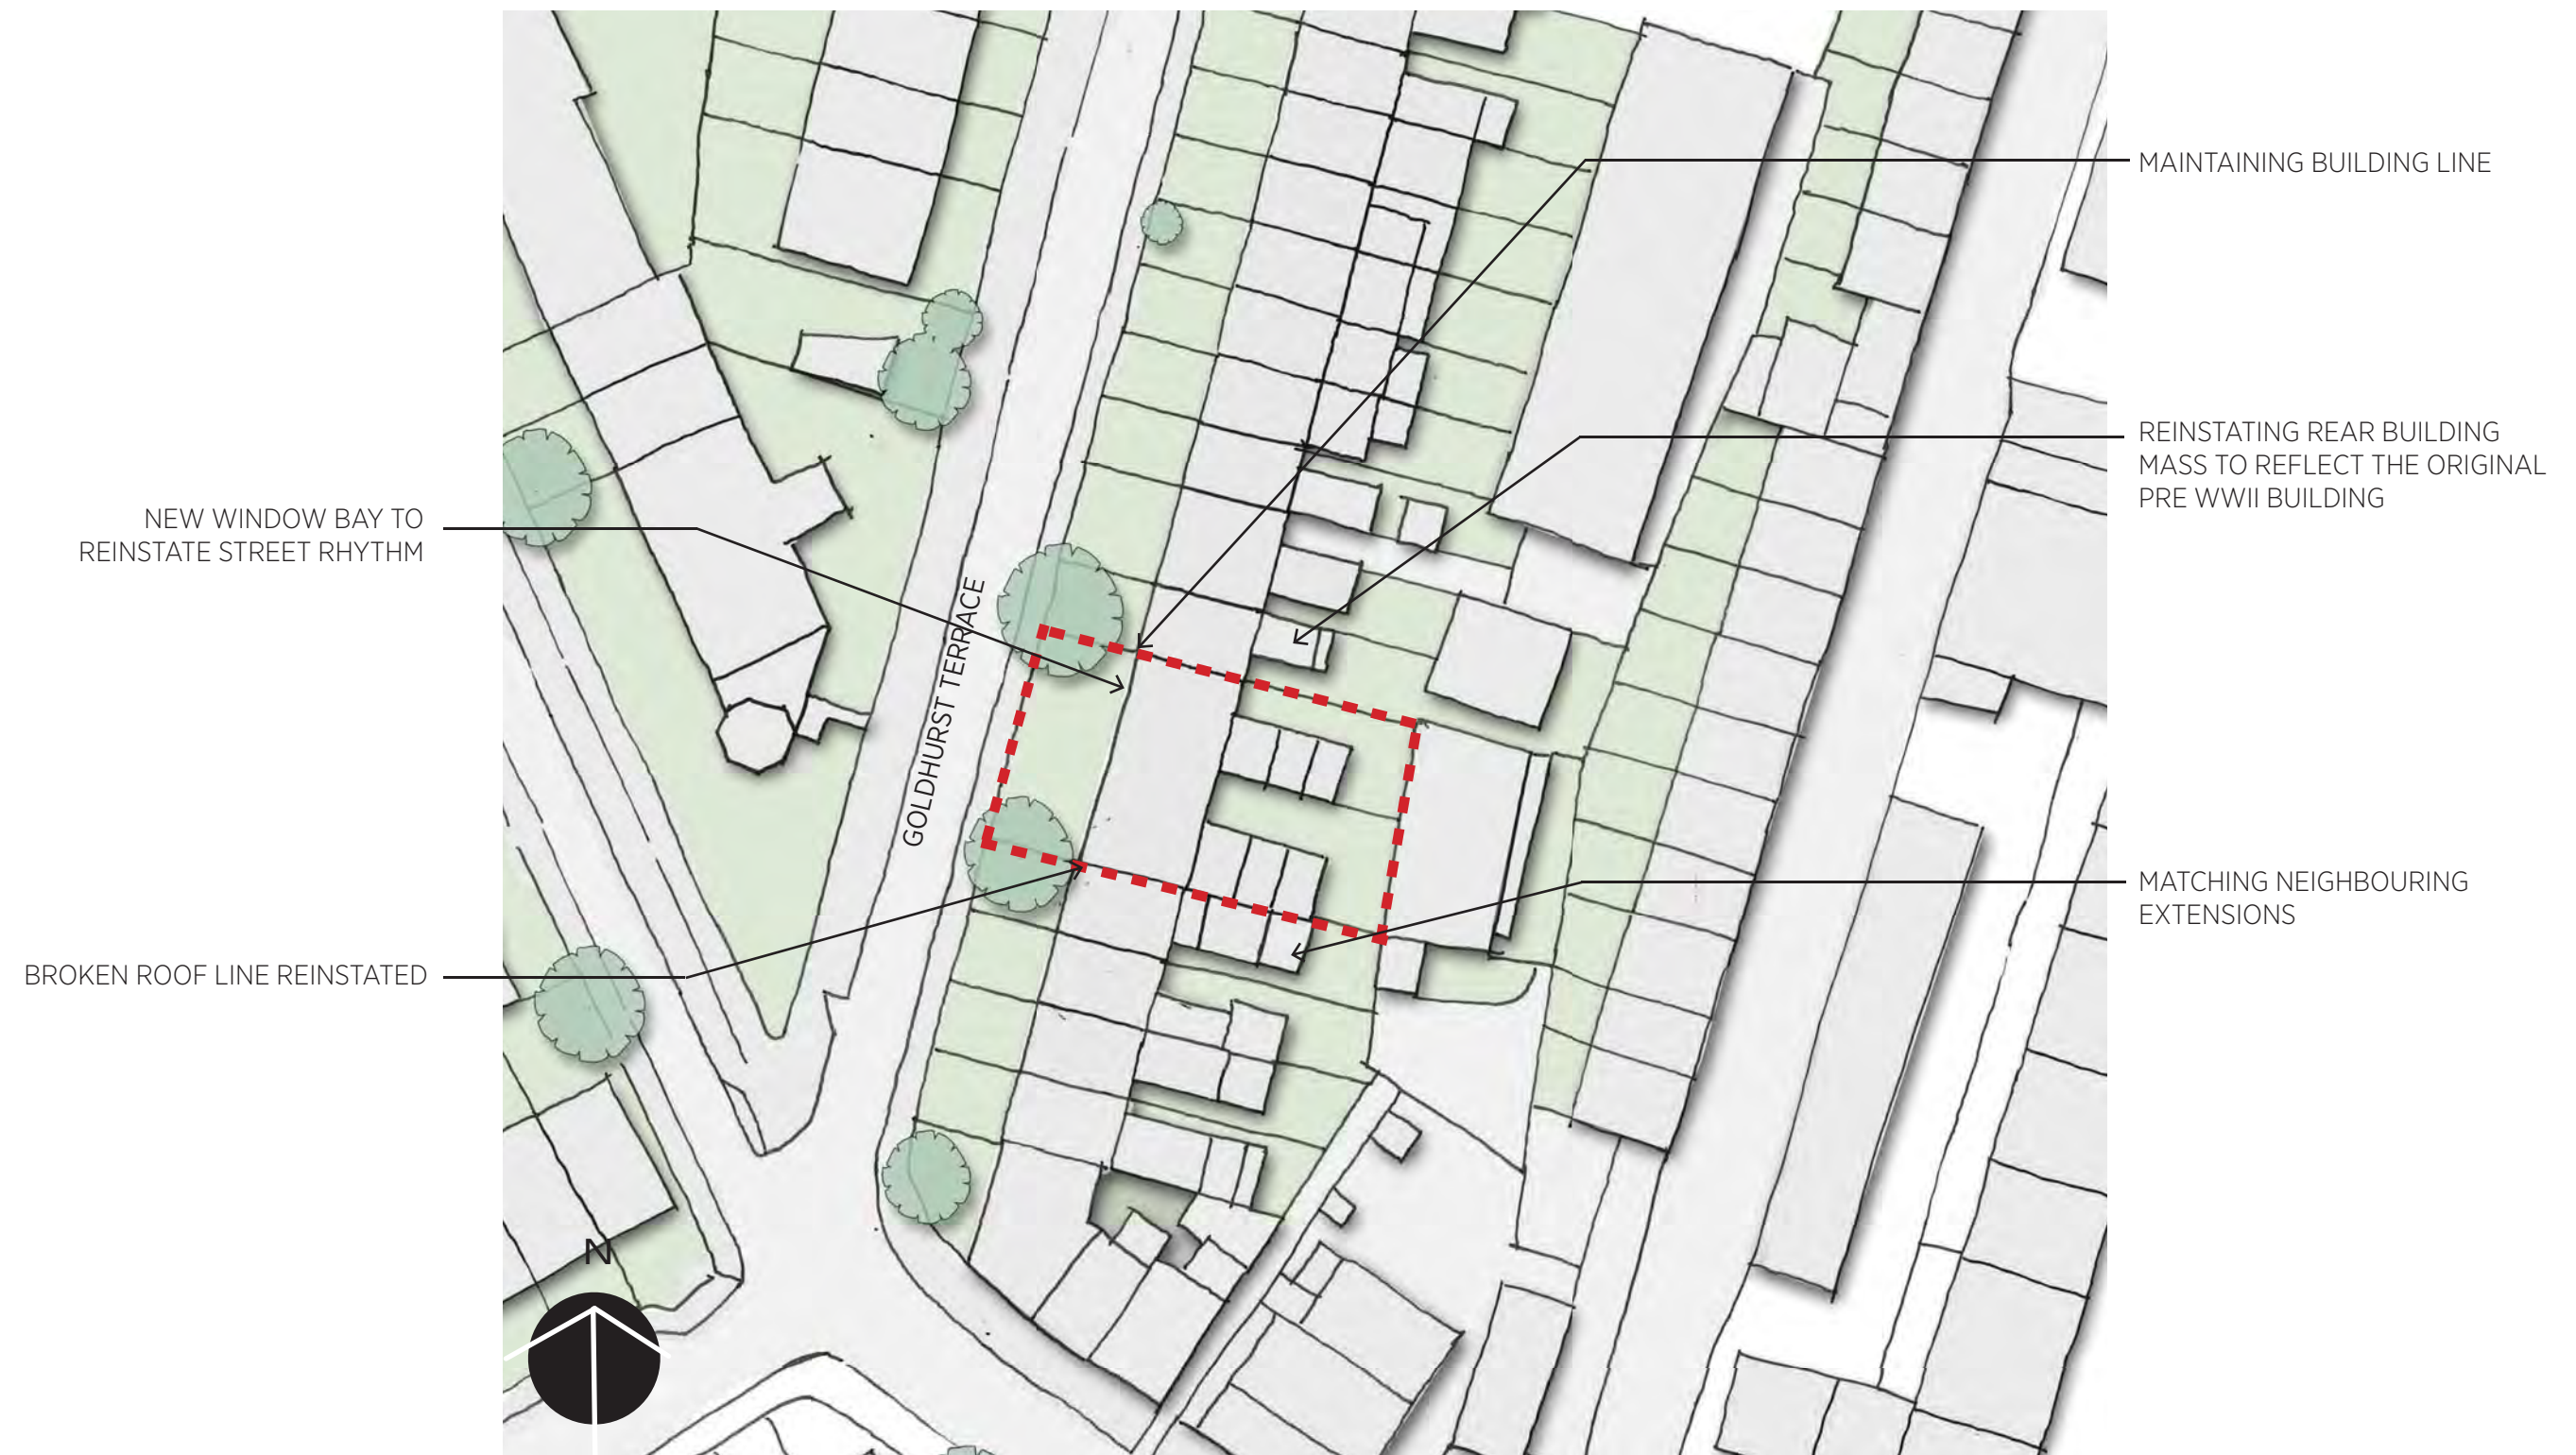 MAINTAINING BUILDING LINE
REINSTATING REAR BUILDING
MASS TO REFLECT THE ORIGINAL
PRE WWII BUILDING
NEW WINDOW BAY TO
REINSTATE STREET RHYTHM
GOLDHURST TERRACE
MATCHING NEIGHBOURING
EXTENSIONS
BROKEN ROOF LINE REINSTATED
N